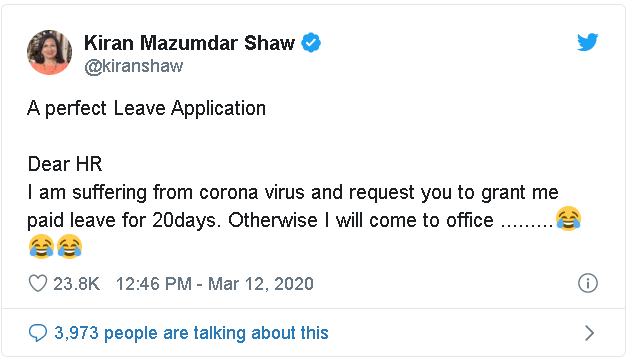 Kiran Mazumdar Shaw
@kiranshaw
A perfect Leave Application
Dear HR
I am suffering from corona virus and request you to grant me
paid leave for 20days. Otherwise I will come to office .........😂
😂😂
23.8K 12:46 PM - Mar 12, 2020
3,973 people are talking about this